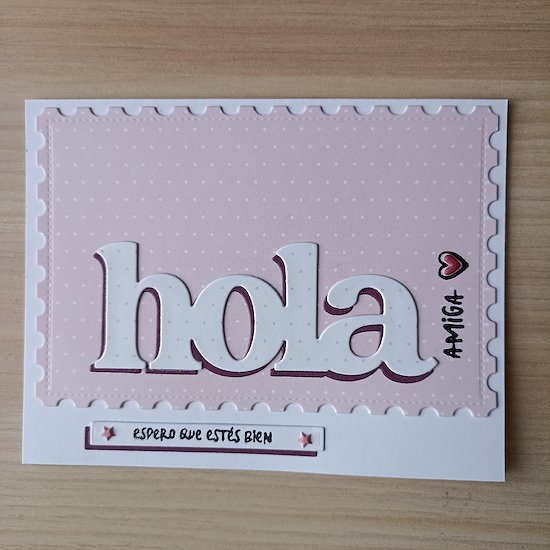 hola
AMiGA
ESPERO QUE ESTÉS BIEN